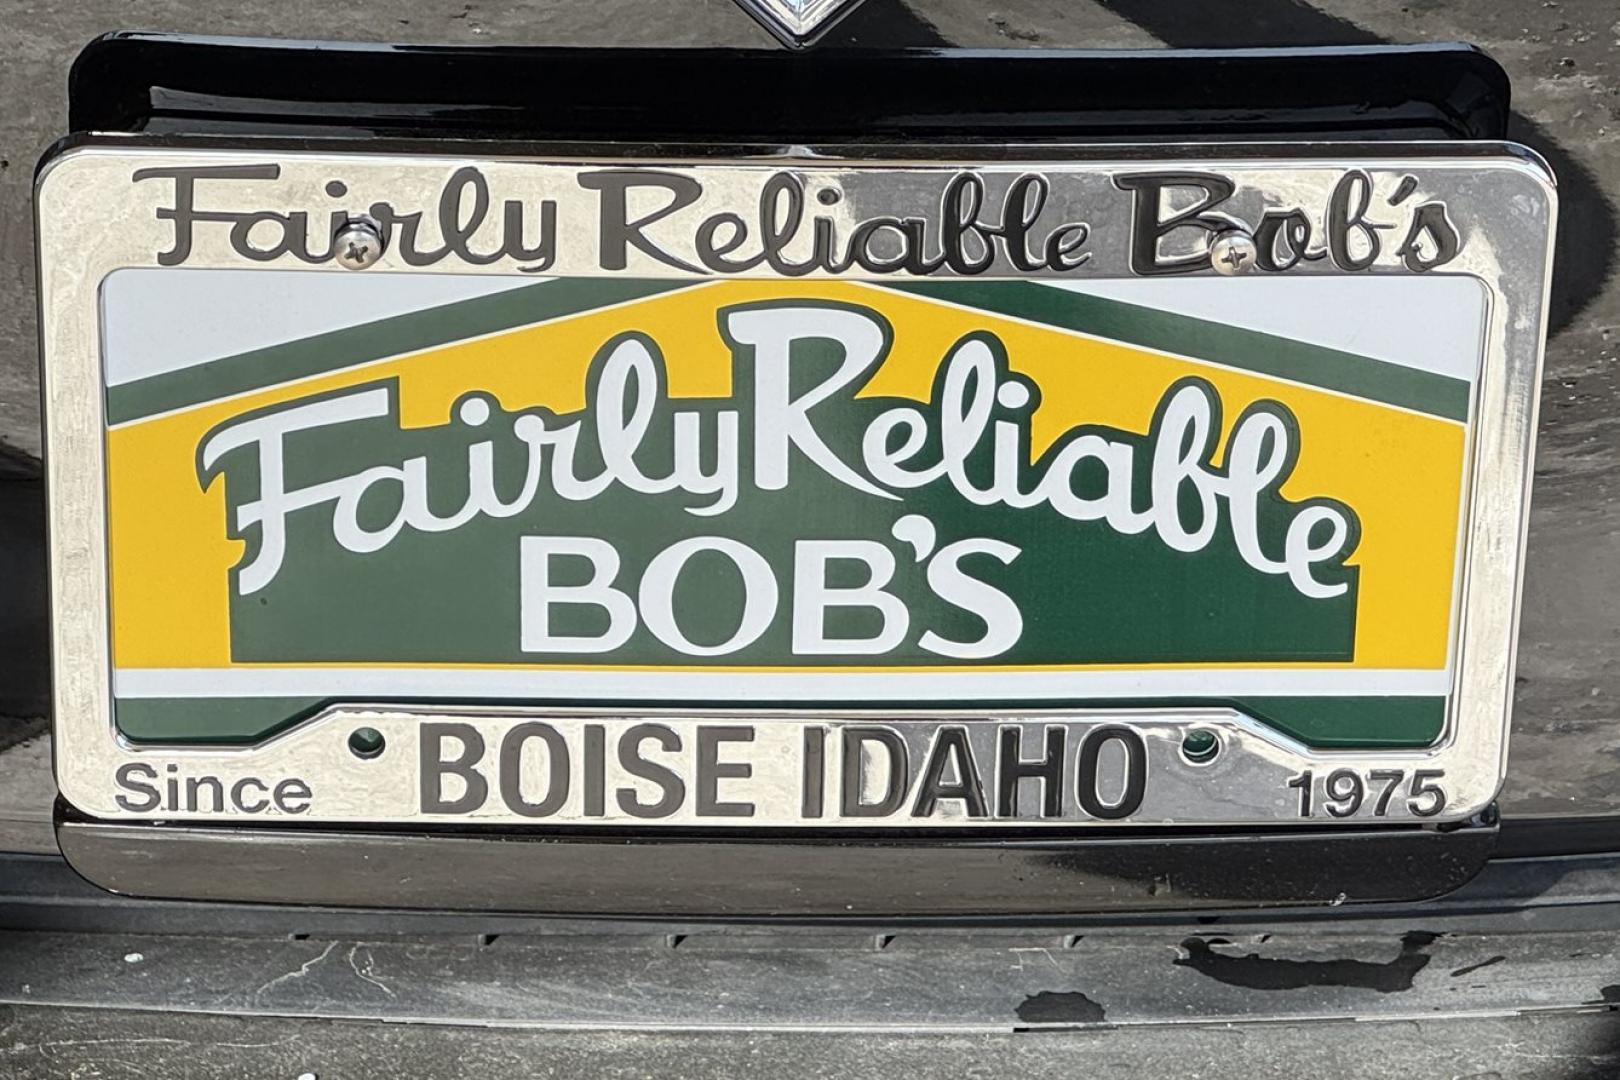 Fairly Reliable Bob's
Fairly Reliable
BOB'S
BOISE IDAHO
Since 1975